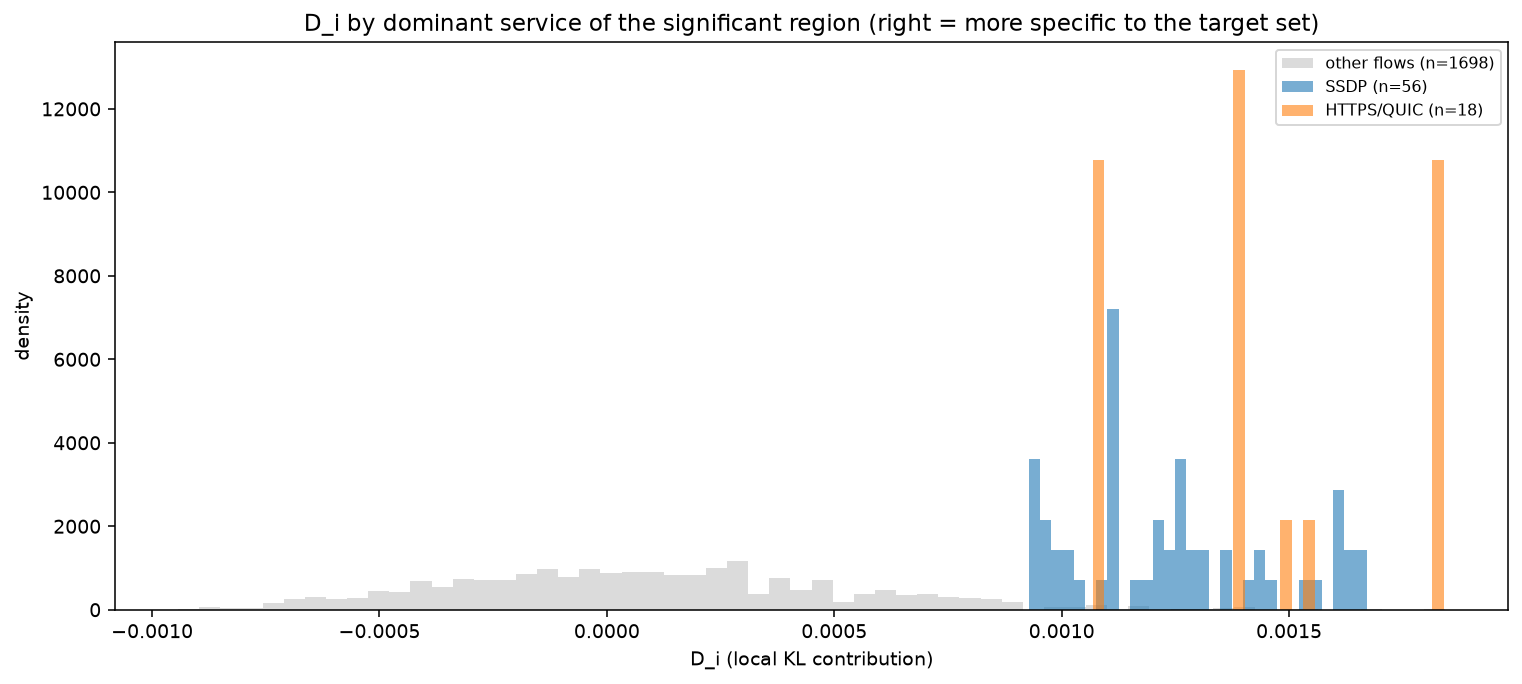 D_i by dominant service of the significant region (right = more specific to the target set)
other flows (n=1698)
SSDP (n=56)
HTTPS/QUIC (n=18)
density
12000
10000
8000
6000
4000
2000
0
−0.0010
−0.0005
0.0000
0.0005
0.0010
0.0015
D_i (local KL contribution)